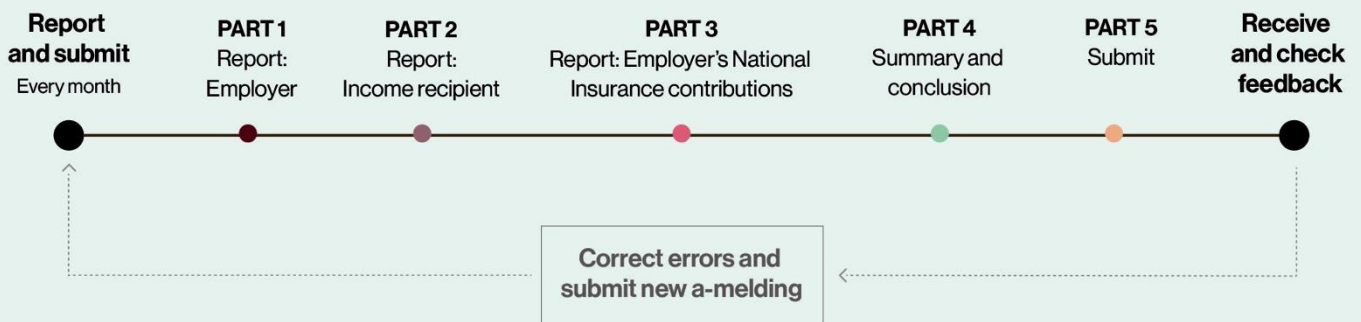 Report
and submit
Every month
PART 1
Report:
Employer
PART 2
Report:
Income recipient
PART 3
Report: Employer's National
Insurance contributions
PART 4
Summary and
conclusion
PART 5
Submit
Receive
and check
feedback
Correct errors and
submit new a-melding